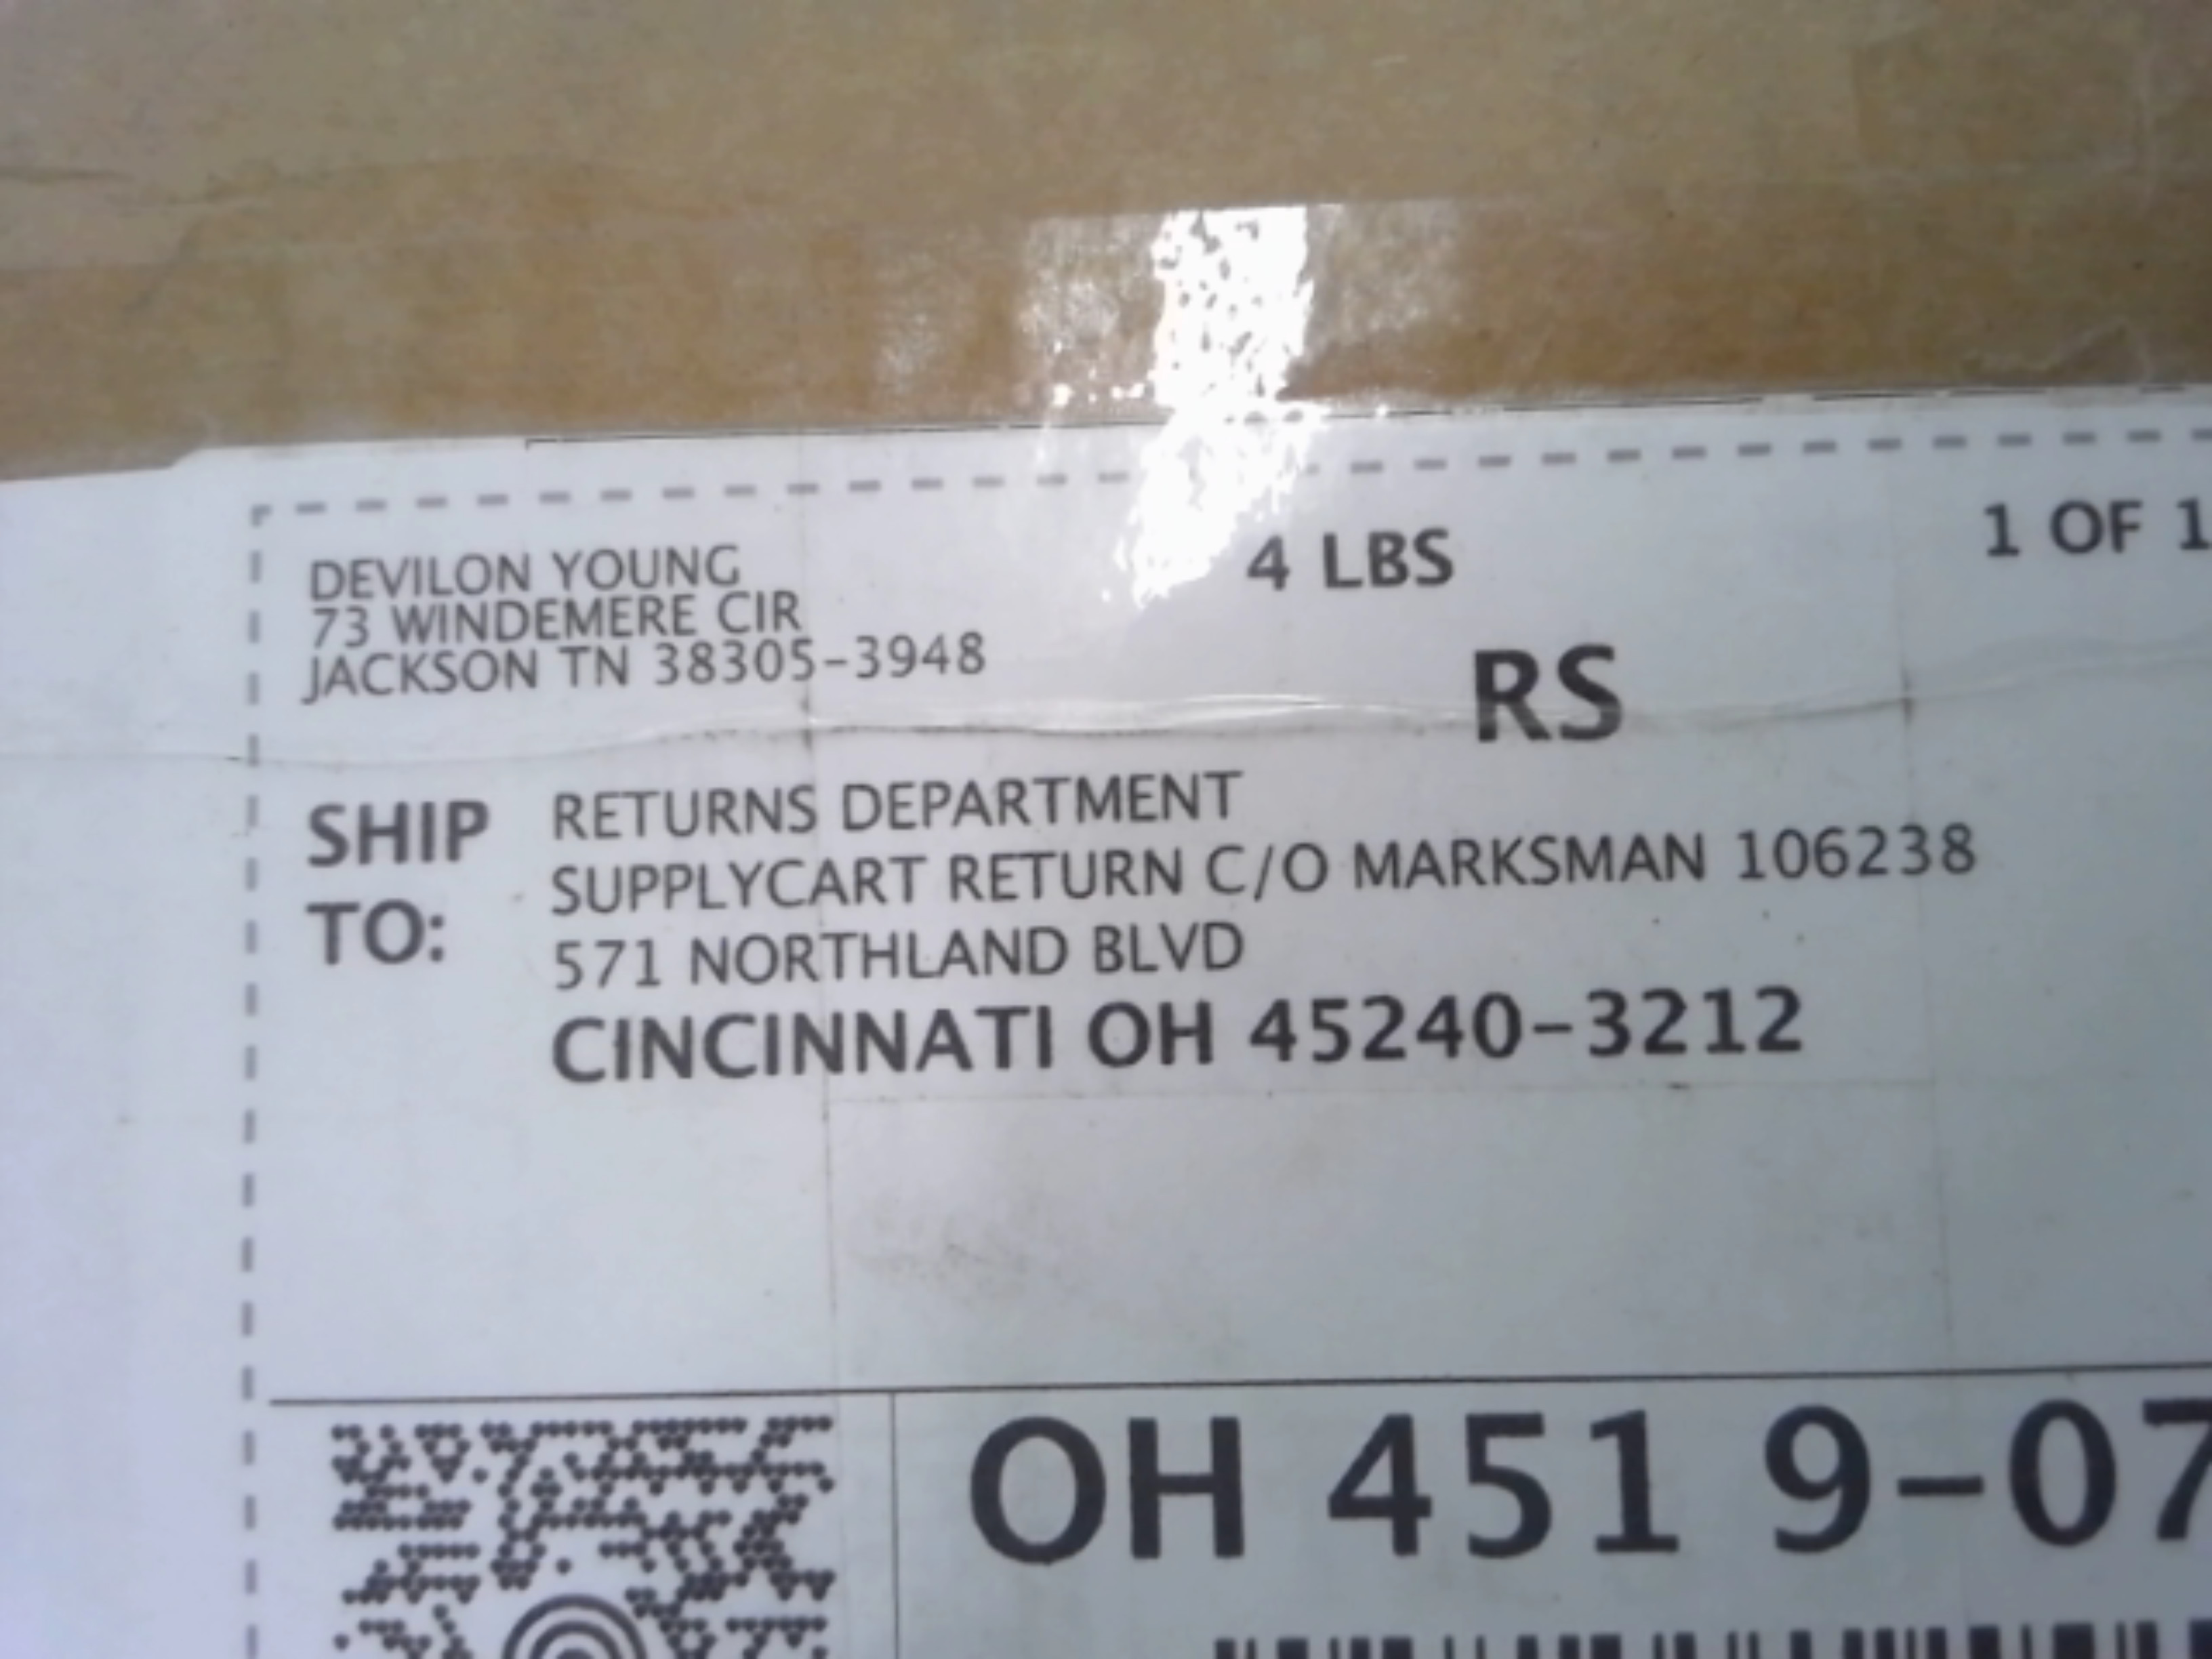 DEVILON YOUNG
73 WINDEMERE CIR
JACKSON TN 38305-3948
4 LBS
1 OF 1
RS
SHIP
TO:
RETURNS DEPARTMENT
SUPPLYCART RETURN C/O MARKSMAN 106238
571 NORTHLAND BLVD
CINCINNATI OH 45240-3212
OH 451 9-07